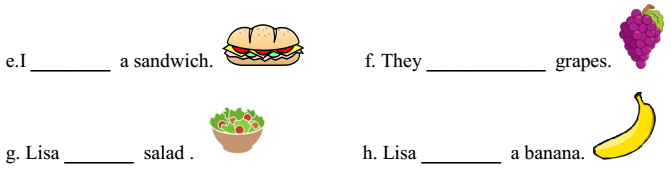 e.I ________ a sandwich. f. They ____________ grapes.
g. Lisa _______ salad . h. Lisa ________ a banana.